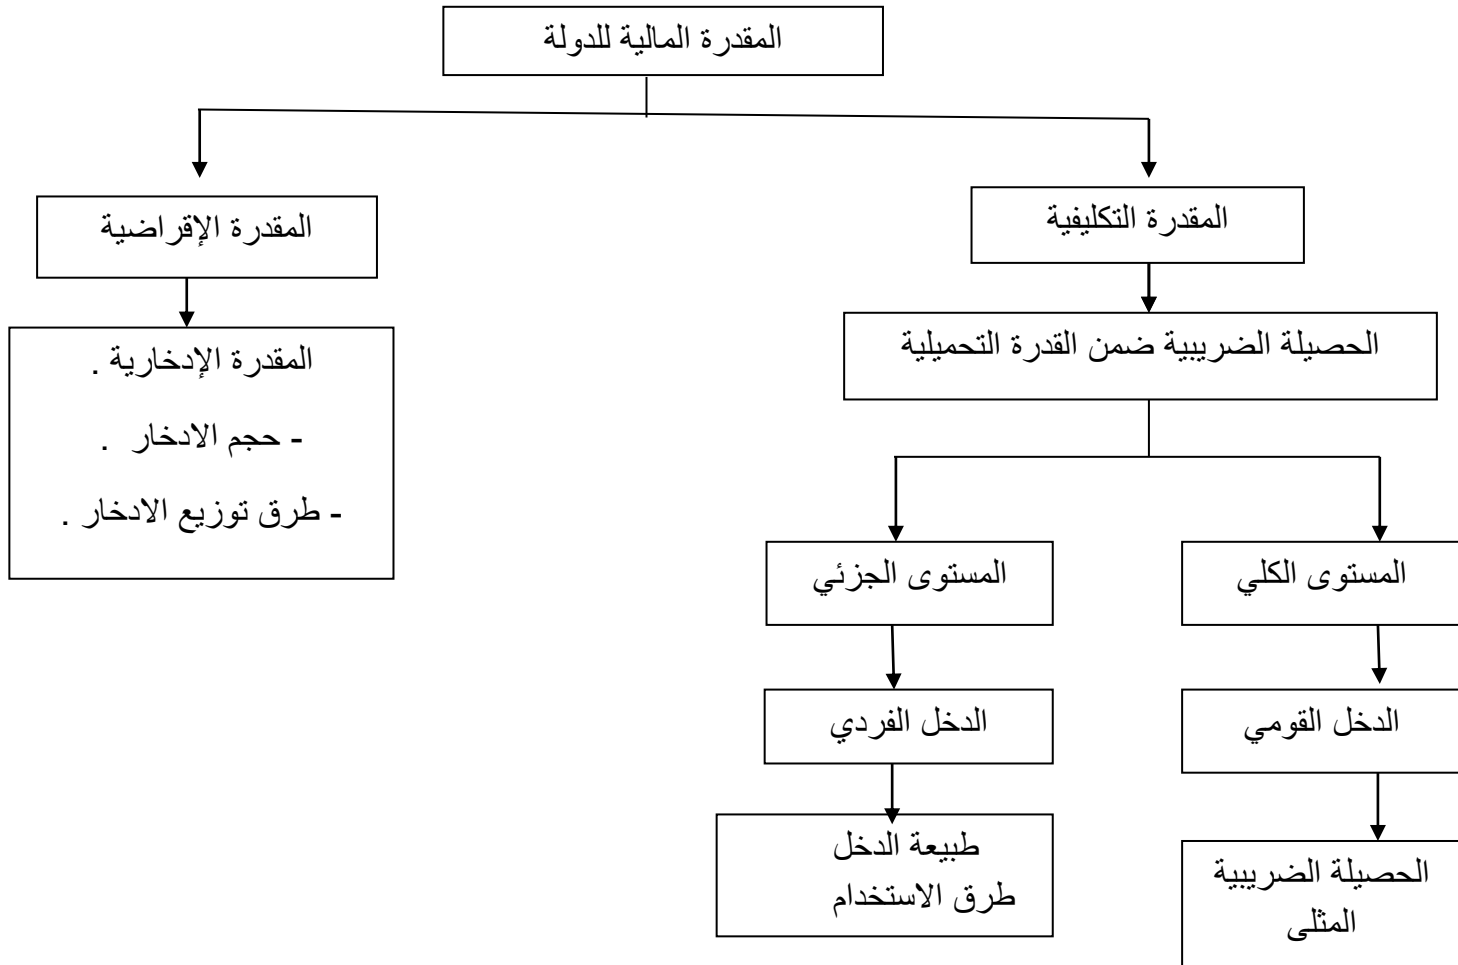 المقدرة المالية للدولة
المقدرة التكليفية
المقدرة الإقراضية
الحصيلة الضريبية ضمن القدرة التحميلية
المقدرة الإدخارية .
- حجم الادخار .
- طرق توزيع الادخار .
المستوى الكلي
المستوى الجزئي
الدخل القومي
الدخل الفردي
الحصيلة الضريبية
المثلى
طبيعة الدخل
طرق الاستخدام